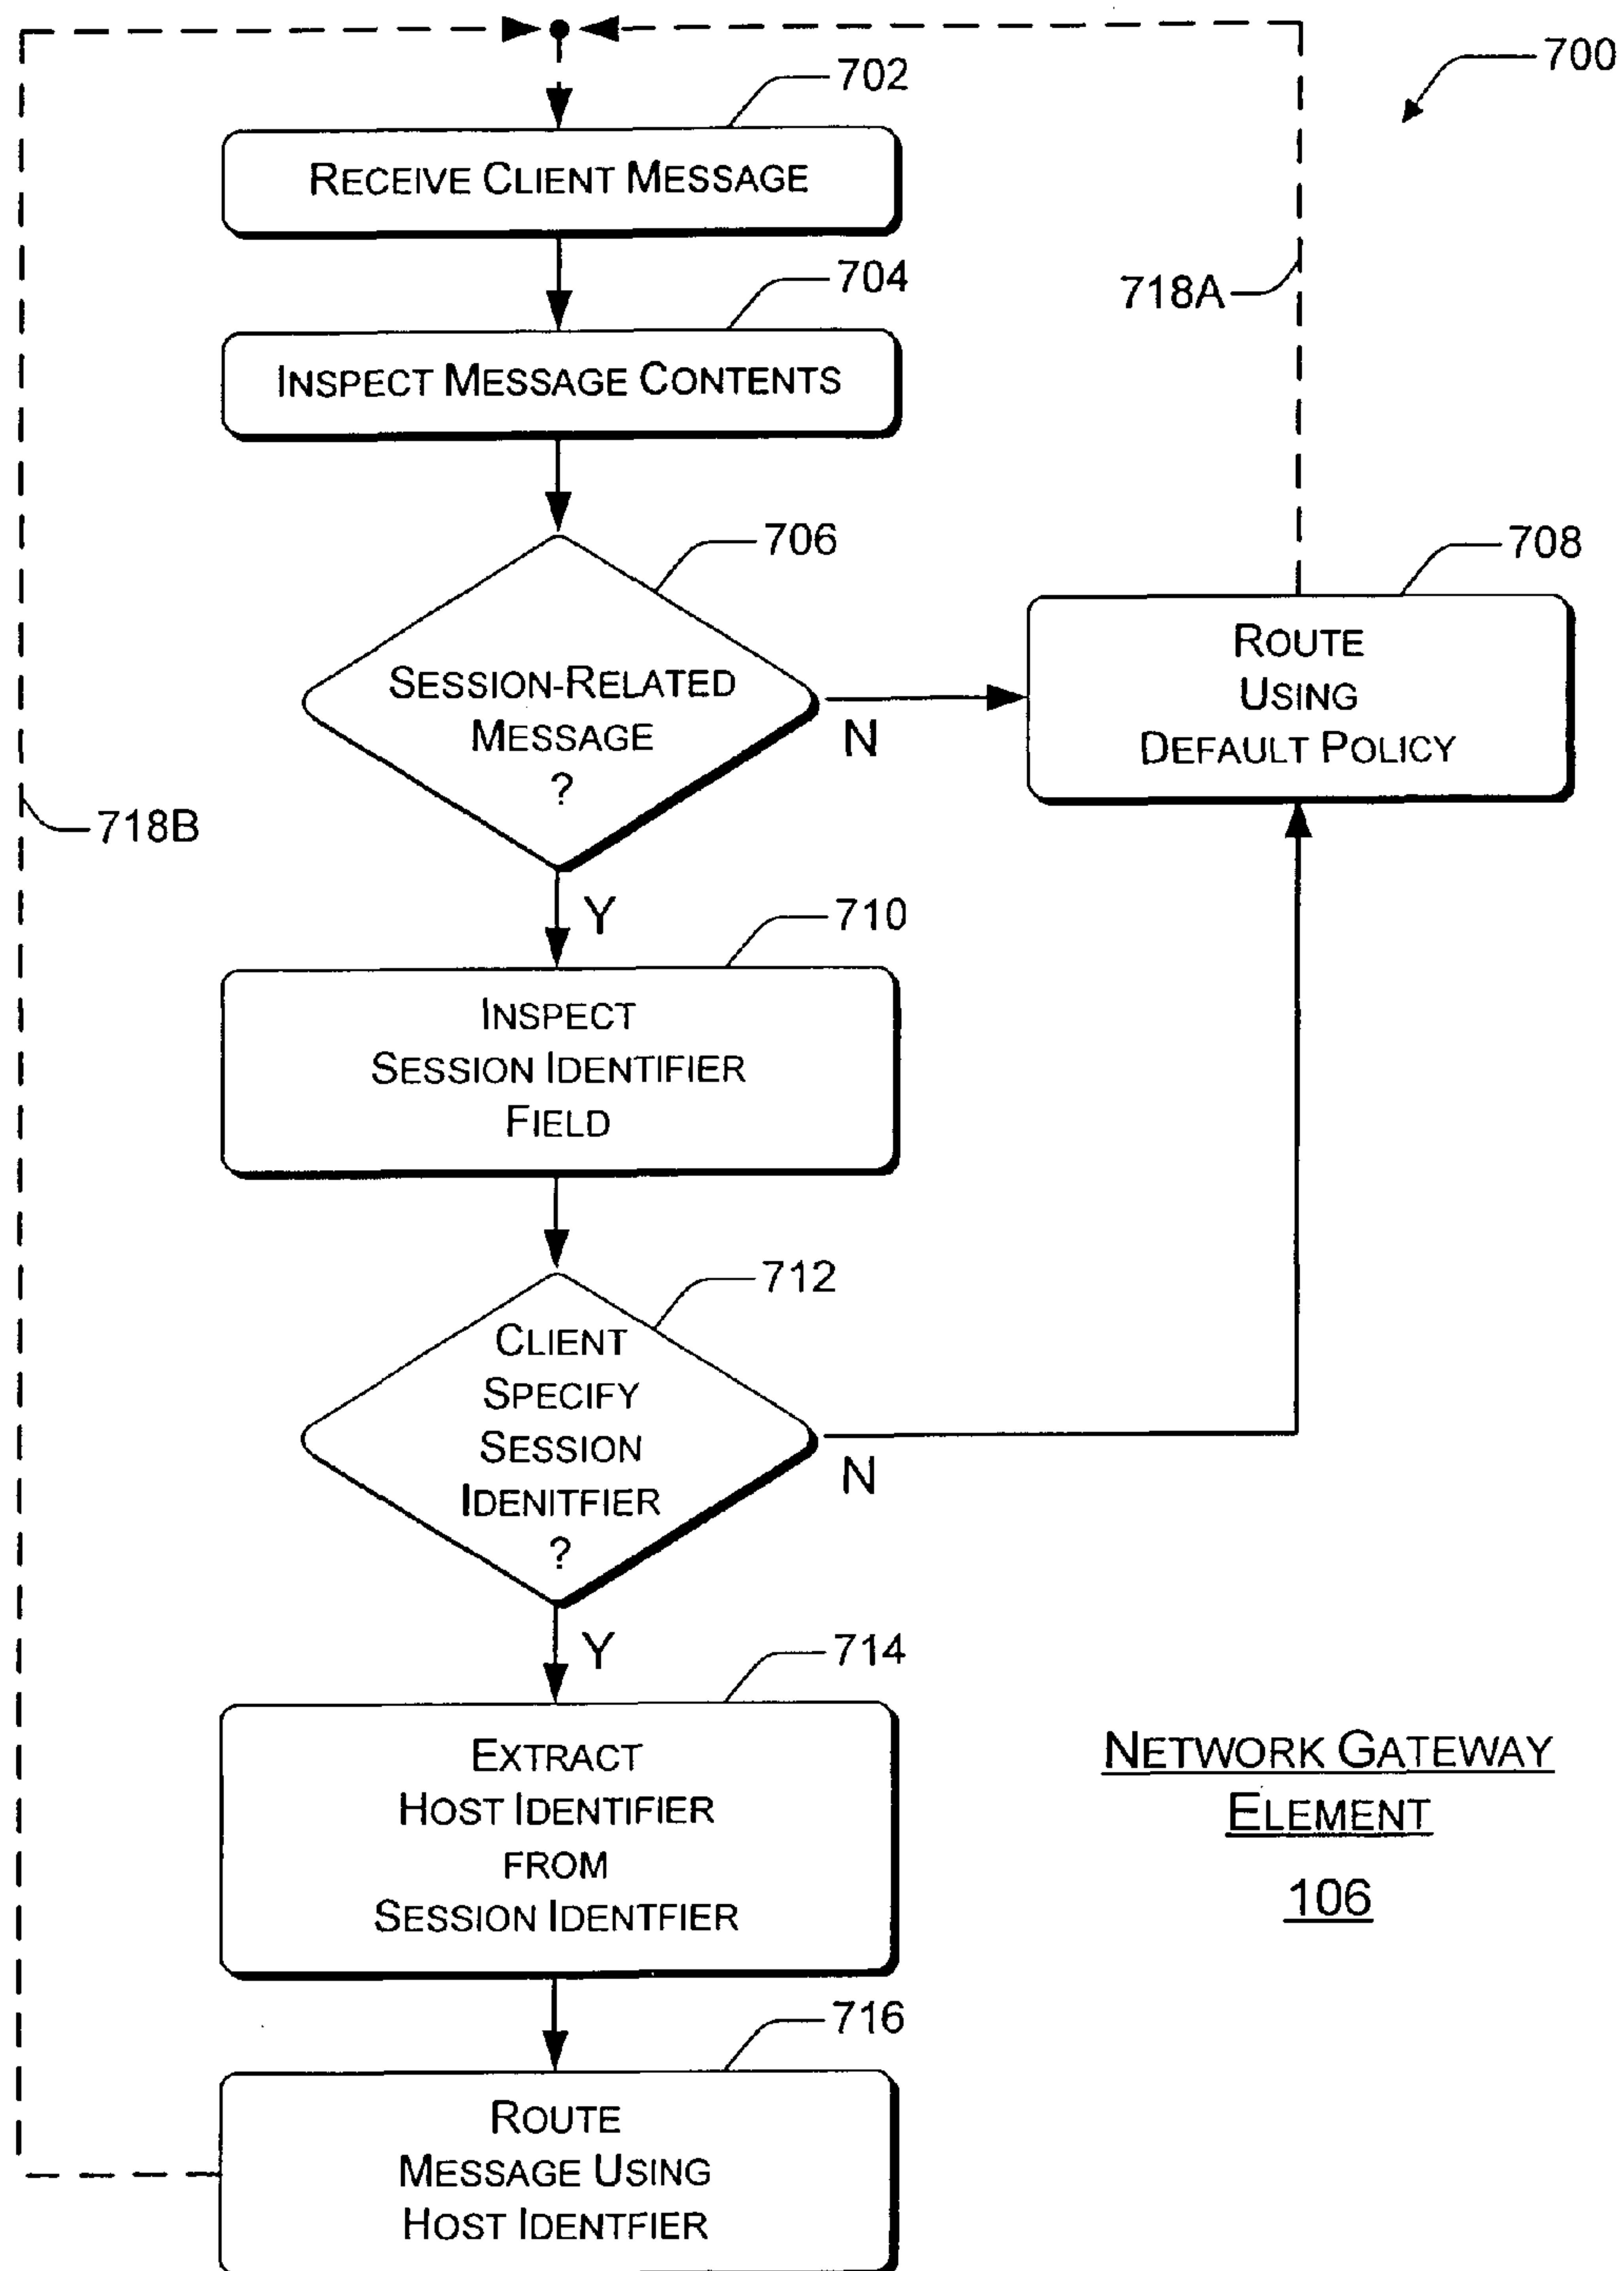 700
702
RECEIVE CLIENT MESSAGE
704
INSPECT MESSAGE CONTENTS
718A
706
SESSION-RELATED
MESSAGE
?
N
708
ROUTE
USING
DEFAULT POLICY
718B
Y
710
INSPECT
SESSION IDENTIFIER
FIELD
712
CLIENT
SPECIFY
SESSION
IDENITFIER
?
N
Y
714
EXTRACT
HOST IDENTIFIER
FROM
SESSION IDENTFIER
NETWORK GATEWAY
ELEMENT
106
716
ROUTE
MESSAGE USING
HOST IDENTFIER